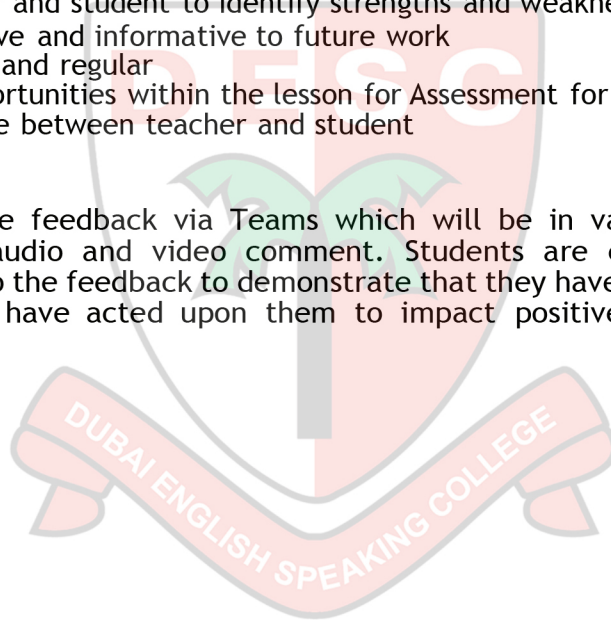 and student to identify strengths and
ve and informative to future work
and regular
ortunities within the lesson for Assessment for
e between teacher and student
e feedback via Teams which will be in va
audio and video comment. Students are
o the feedback to demonstrate that they have
have acted upon them to impact positive
DESC
DUBAI ENGLISH SPEAKING COLLEGE